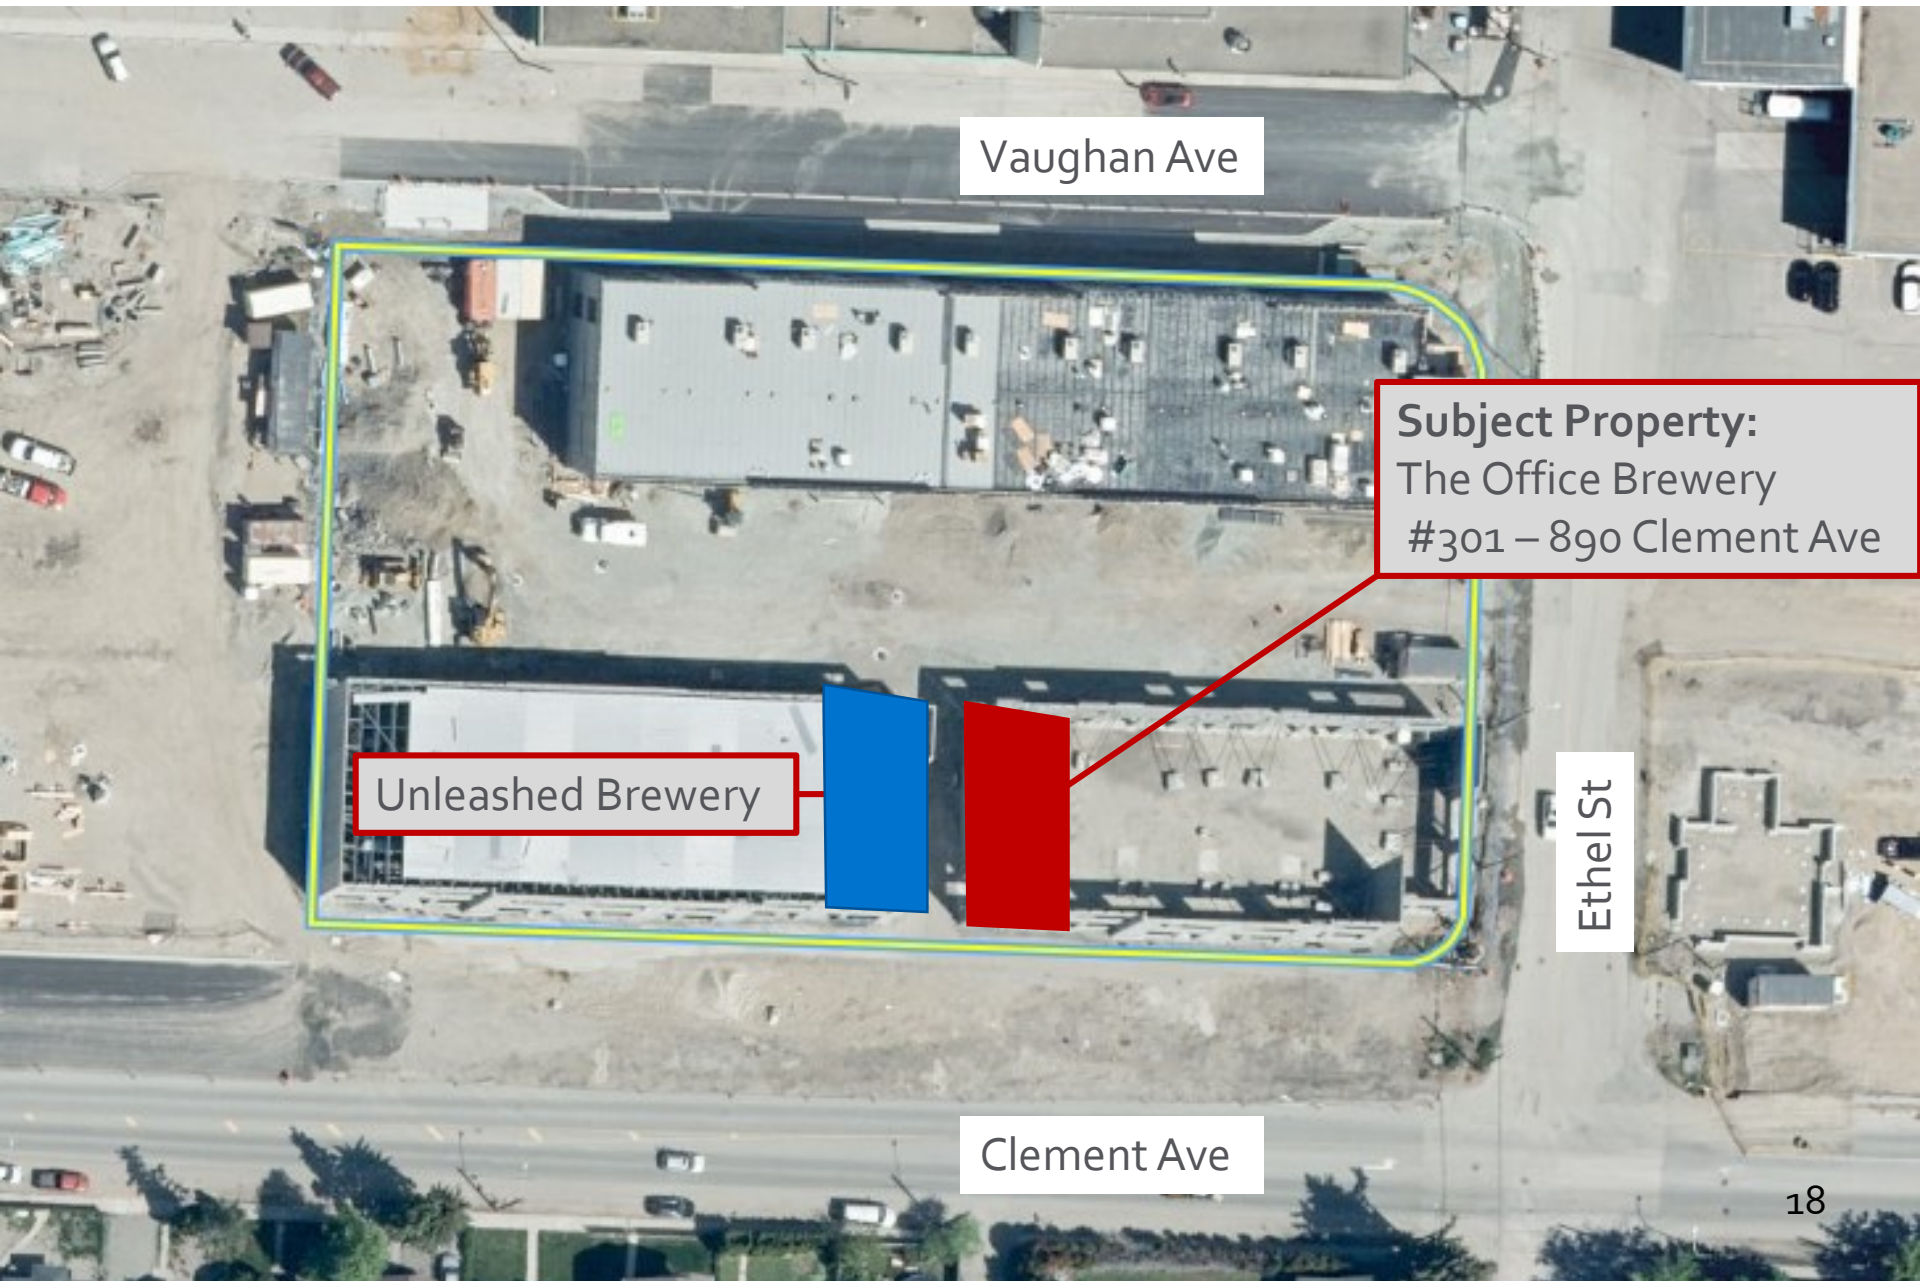 Vaughan Ave
Subject Property:
The Office Brewery
#301 – 890 Clement Ave
Unleashed Brewery
Ethel St
Clement Ave
18